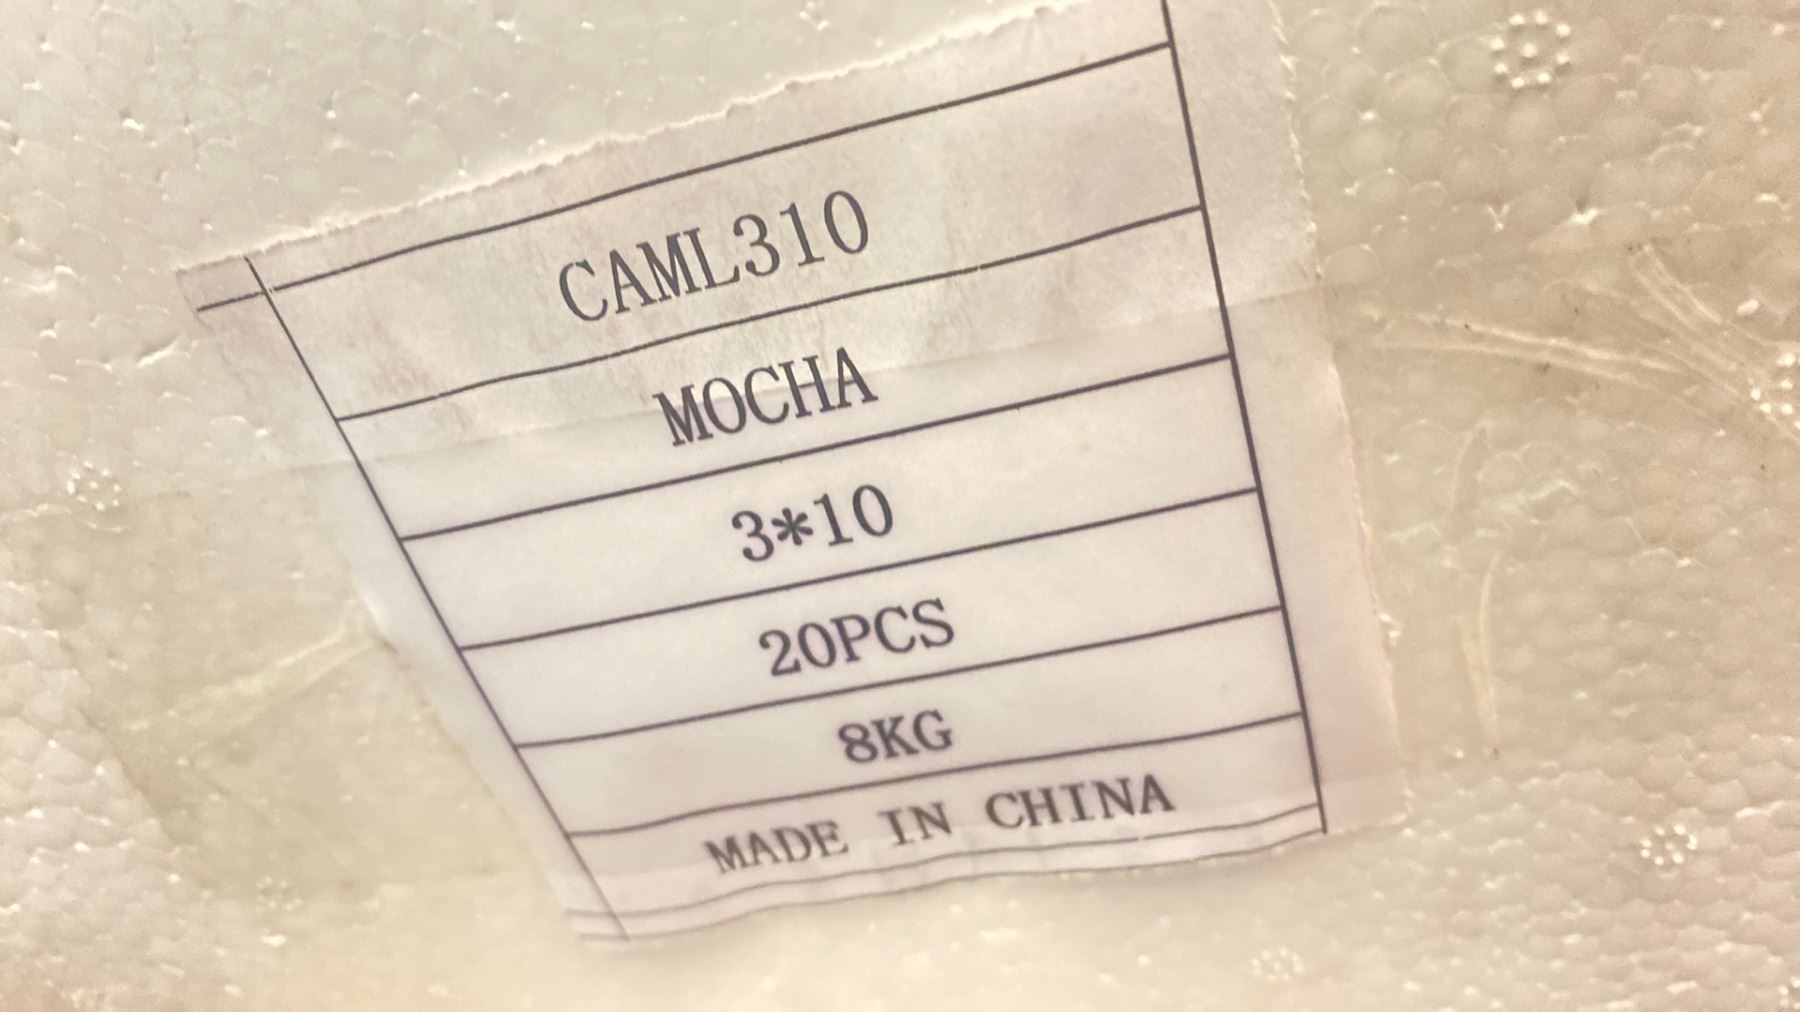 CAML310
MOCHA
3*10
20PCS
8KG
MADE IN CHINA